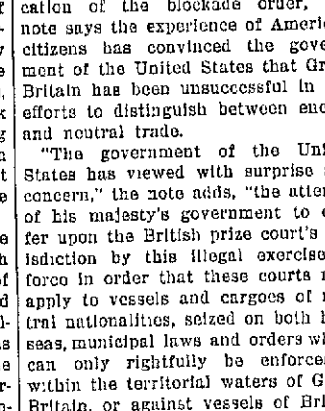 cation of the blockade order,
note says the experience of Americ
citizens has convinced the gove
ment of the United States that Gr
Britain has been unsuccessful in
efforts to distinguish between ene
and neutral trade.
"The government of the Uni
States has viewed with surprise
concern," the note adds, "the atte
of his majesty's government to
fer upon the British prize court's
isdiction by this illegal exercise
force in order that these courts
apply to vessels and cargoes of
tral nationalities, seized on both
seas, municipal laws and orders wh
can only rightfully be enforce
within the territorial waters of G
Britain, or against vessels of Bri